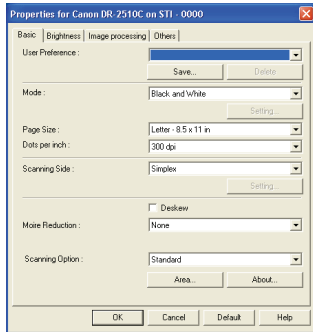 Properties for Canon DR-2510C on STI - 0000
Basic Brightness Image processing Others
User Preference :
Save... Delete
Mode : Black and White
Setting...
Page Size : Letter - 8.5 x 11 in
Dots per inch : 300 dpi
Scanning Side : Simplex
Setting...
Deskew
Moire Reduction : None
Scanning Option : Standard
Area... About...
OK Cancel Default Help